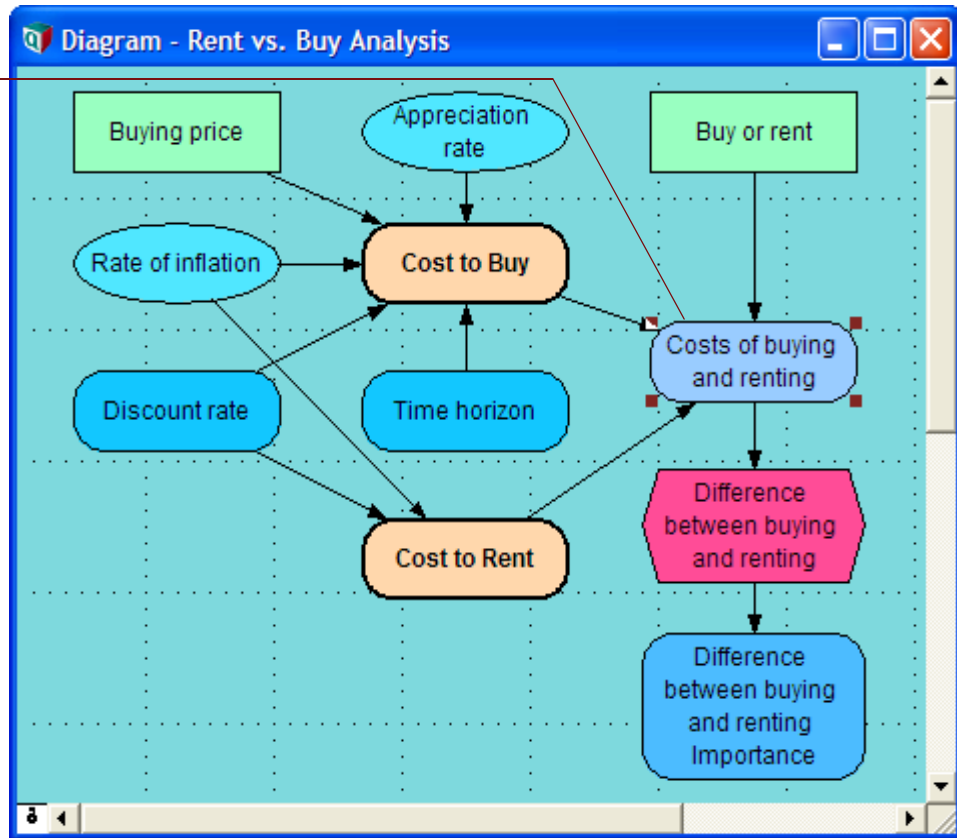 Diagram - Rent vs. Buy Analysis
Buying price
Appreciation
rate
Buy or rent
Rate of inflation
Cost to Buy
Costs of buying
and renting
Discount rate
Time horizon
Difference
between buying
and renting
Cost to Rent
Difference
between buying
and renting
Importance